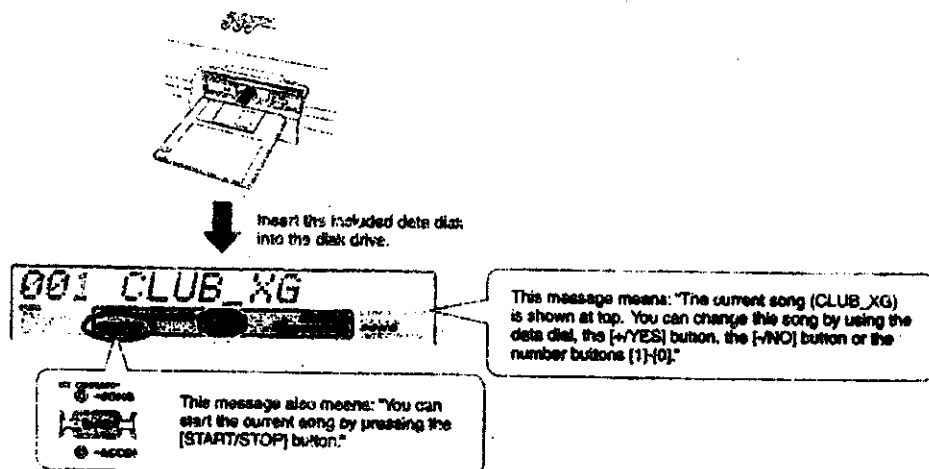 Insert the included data disk
into the disk drive.
001 CLUB_XG
This message means: "The current song (CLUB_XG)
is shown at top. You can change this song by using the
data dial, the [+/YES] button, the [-/NO] button or the
number buttons [1]-[0]."
This message also means: "You can
start the current song by pressing the
[START/STOP] button."